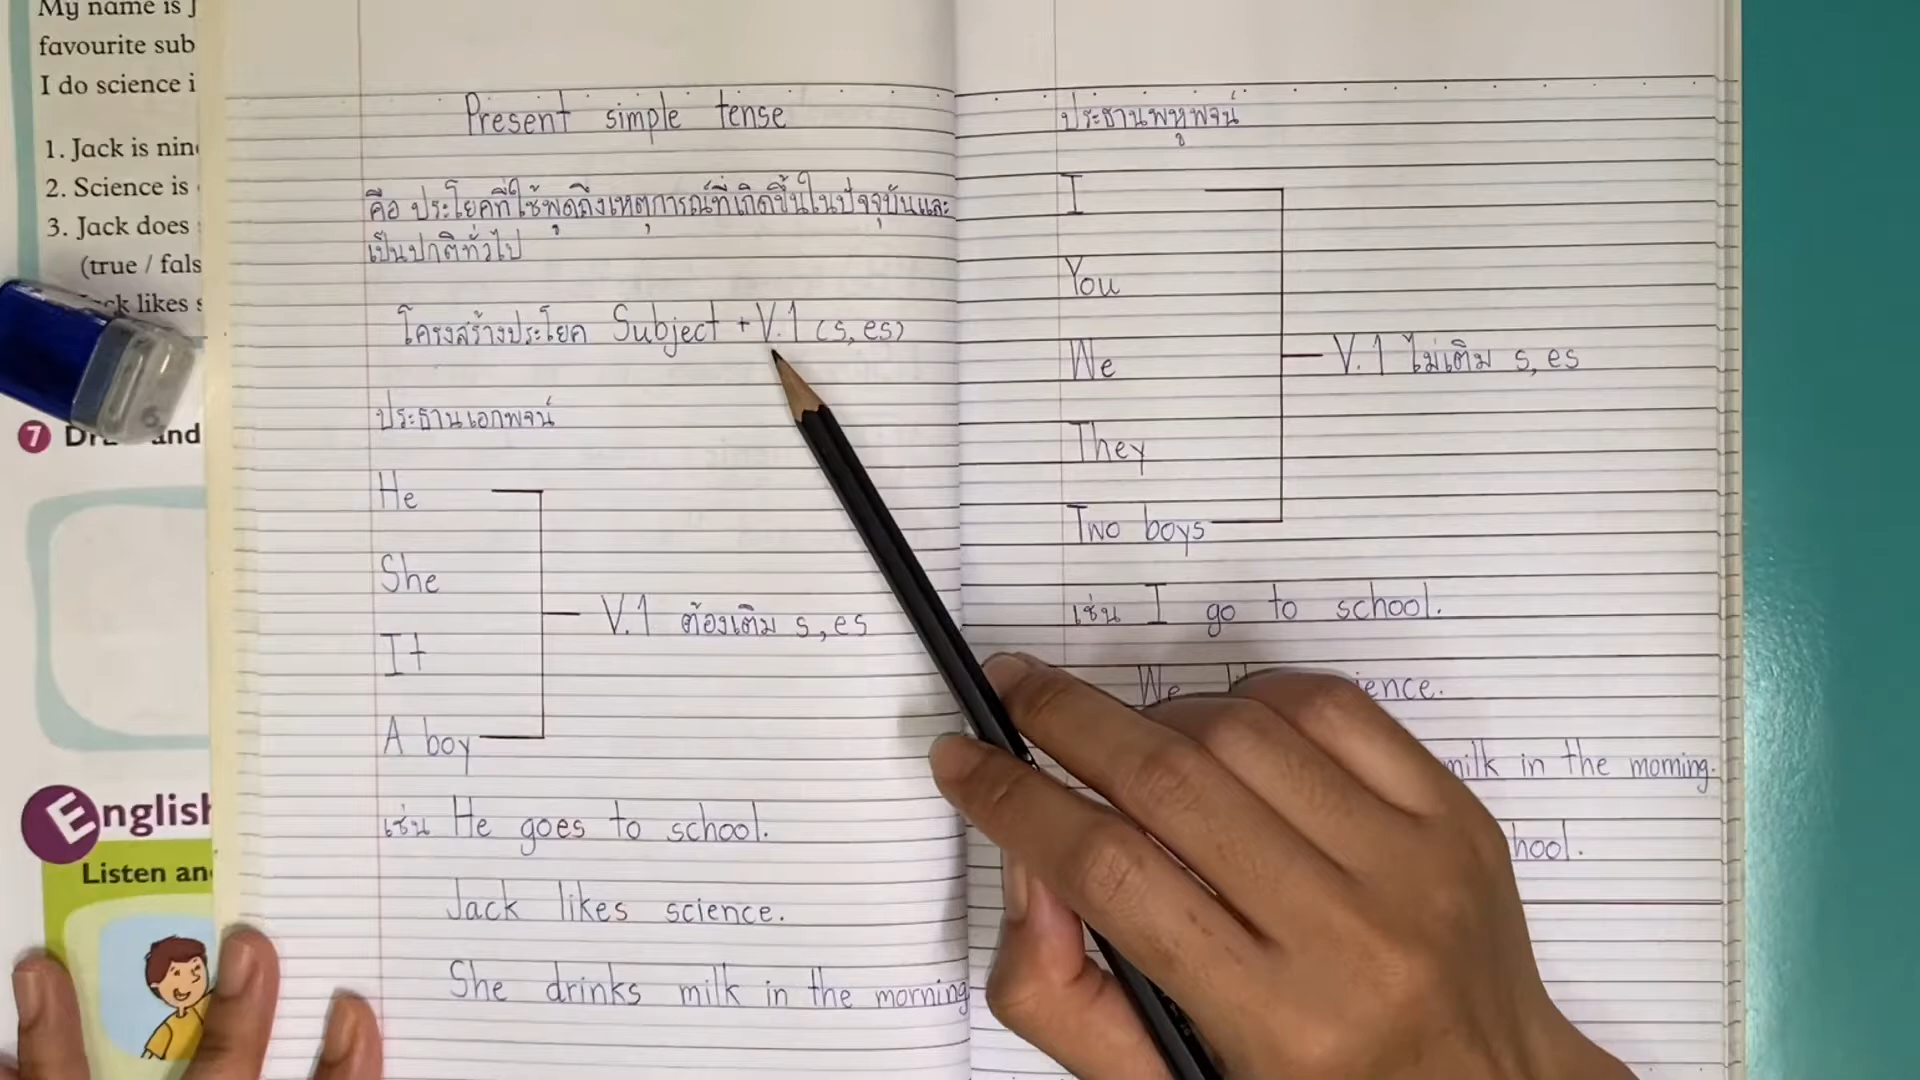 My name is J
favourite sub
I do science i
1. Jack is nin
2. Science is
3. Jack does
(true / fals
likes s
7
and
English
Listen an
Present simple tense
คือ ประโยคที่ใช้พูดถึงเหตุการณ์ที่เกิดขึ้นในปัจจุบันและ
เป็นปกติทั่วไป
โครงสร้างประโยค Subject + V.1 (s, es)
ประธานเอกพจน์
He
She
It
A boy
V.1 ต้องเติม s, es
เช่น He goes to school.
Jack likes science.
She drinks milk in the morning
ประธานพหูพจน์
I
You
We
They
Two boys
V.1 ไม่เติม s, es
เช่น I go to school.
We
ience.
milk in the morning.
hool.